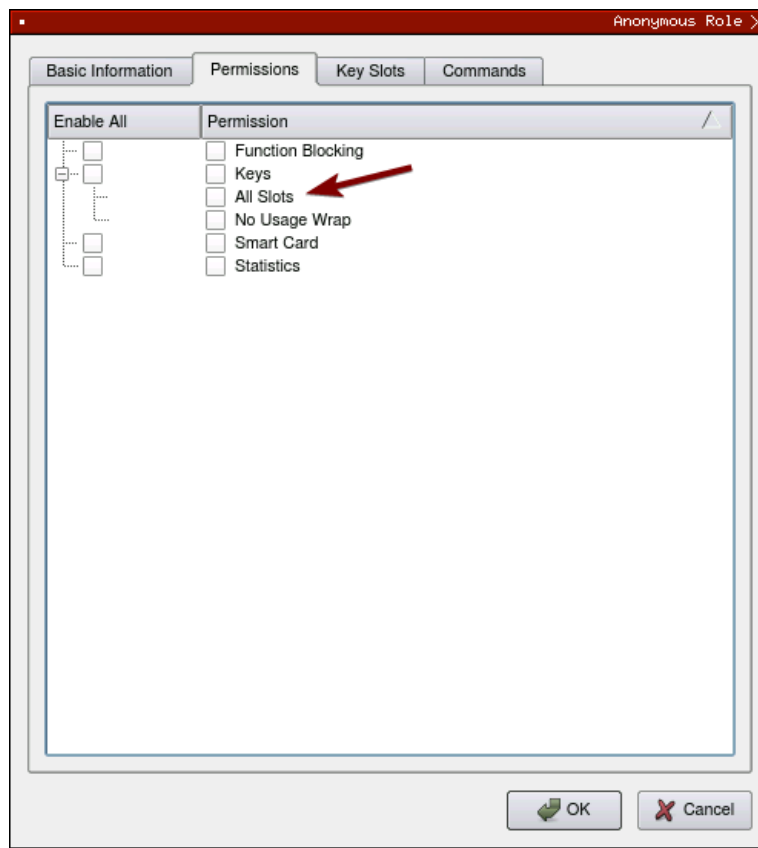 Anonymous Role
Basic Information Permissions Key Slots Commands
Enable All Permission
Function Blocking
Keys
All Slots
No Usage Wrap
Smart Card
Statistics
OK Cancel